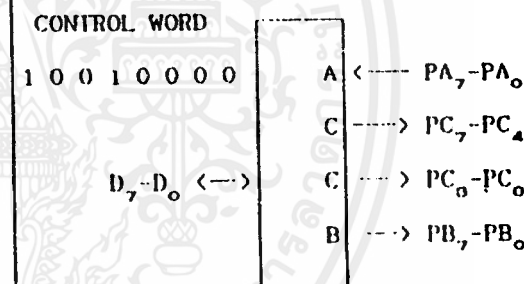 CONTROL WORD
1 0 0 1 0 0 0 0 A <----- PA7-PA0
C -----> PC7-PC4
D7-D0 <---> C ----> PC0-PC0
B ---> PB7-PB0